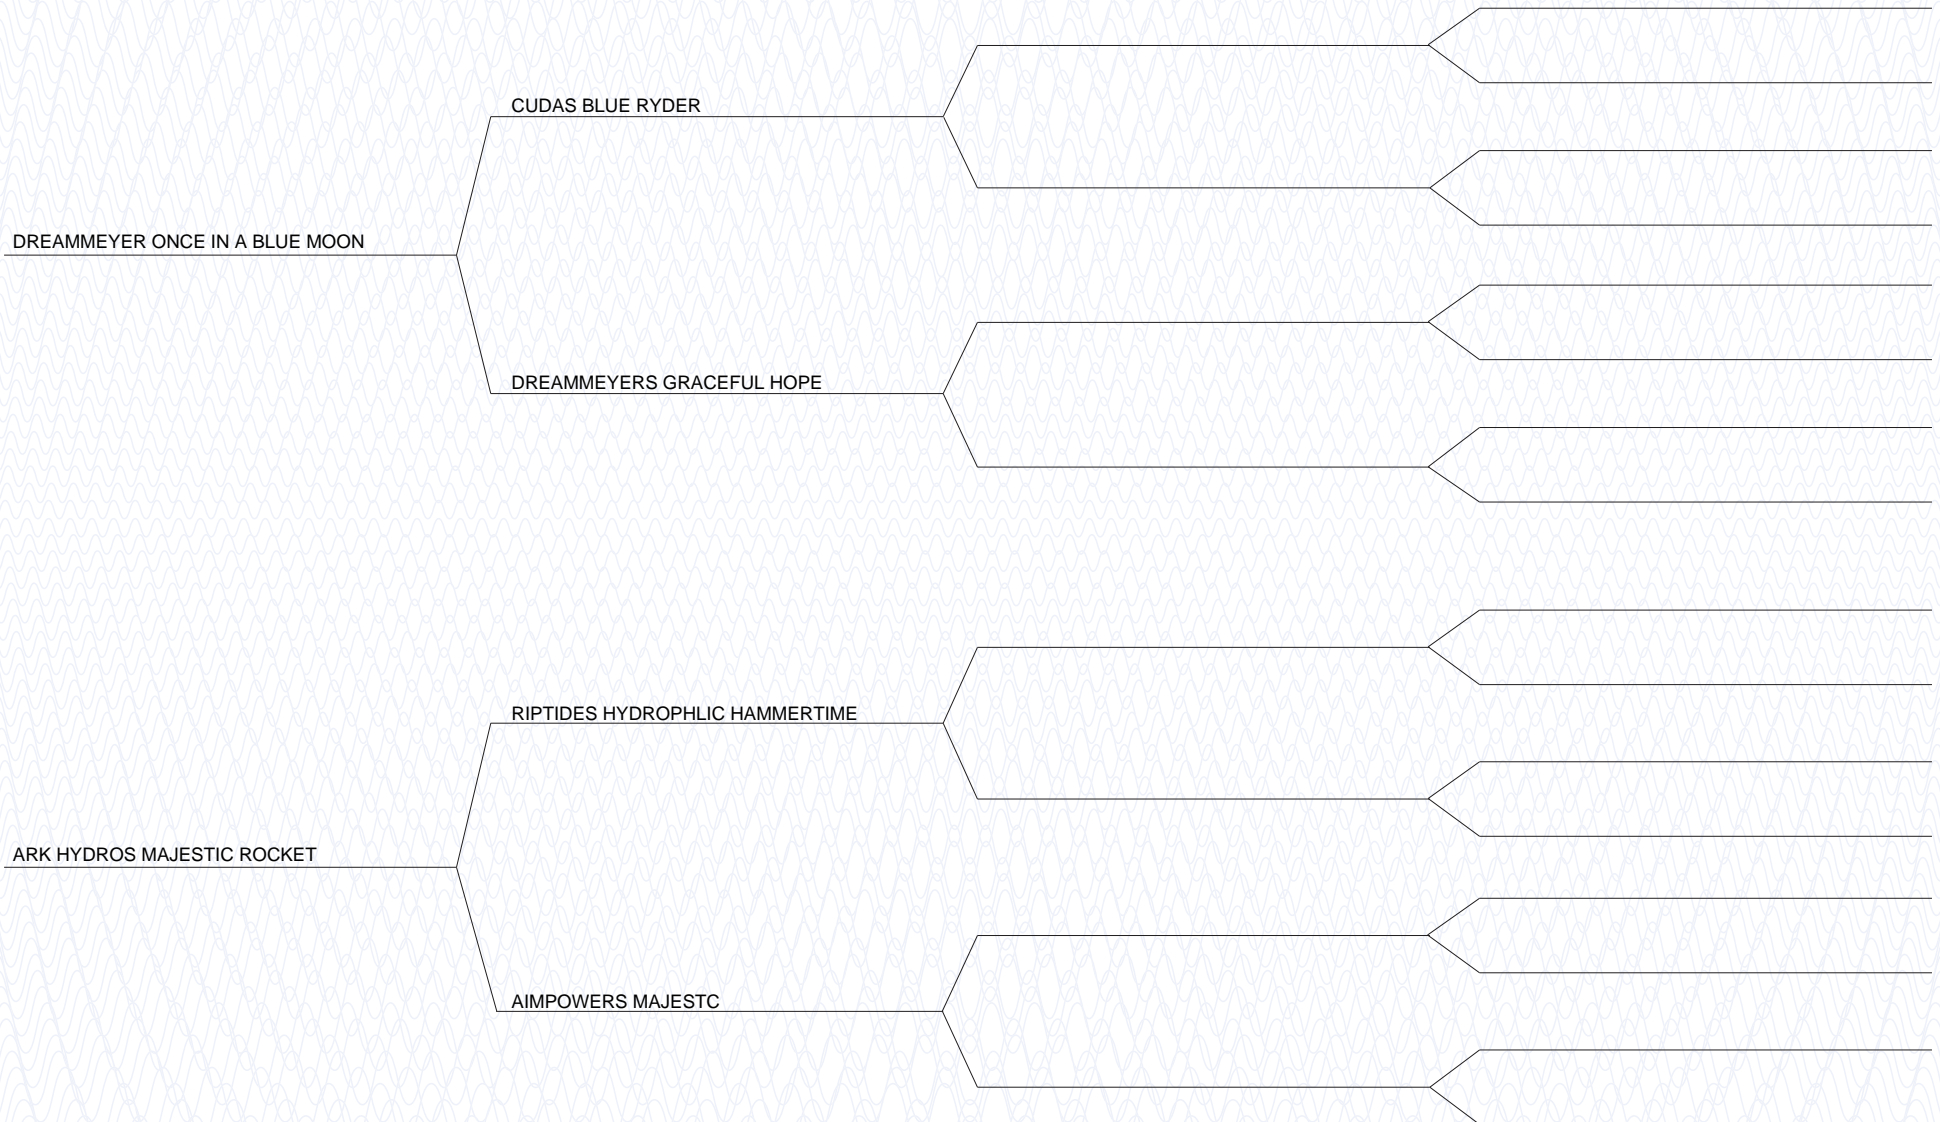 CUDAS BLUE RYDER
DREAMMEYER ONCE IN A BLUE MOON
DREAMMEYERS GRACEFUL HOPE
RIPTIDES HYDROPHLIC HAMMERTIME
ARK HYDROS MAJESTIC ROCKET
AIMPOWERS MAJESTC